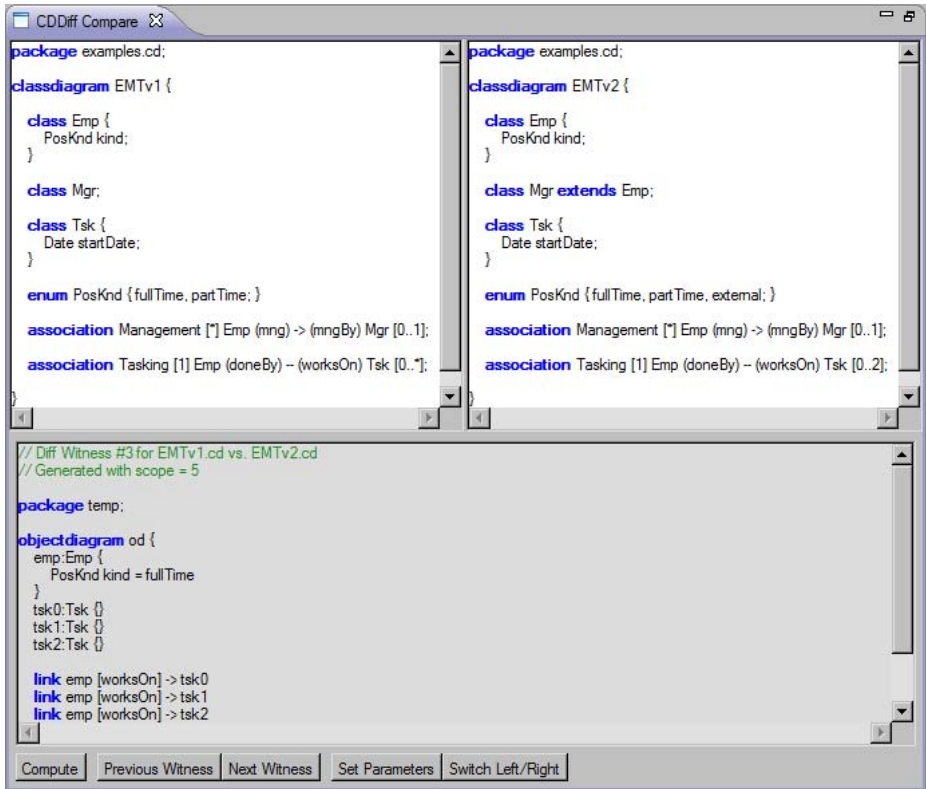 CDDiff Compare
package examples.cd;
classdiagram EMTv1 {
class Emp {
PosKnd kind;
}
class Mgr;
class Tsk {
Date startDate;
}
enum PosKnd {fullTime, partTime; }
association Management [*] Emp (mng) -> (mngBy) Mgr [0..1];
association Tasking [1] Emp (doneBy) -- (worksOn) Tsk [0..*];
}
package examples.cd;
classdiagram EMTv2 {
class Emp {
PosKnd kind;
}
class Mgr extends Emp;
class Tsk {
Date startDate;
}
enum PosKnd {fullTime, partTime, external; }
association Management [*] Emp (mng) -> (mngBy) Mgr [0..1];
association Tasking [1] Emp (doneBy) -- (worksOn) Tsk [0..2];
}
// Diff Witness #3 for EMTv1.cd vs. EMTv2.cd
// Generated with scope = 5
package temp;
objectdiagram od {
emp:Emp {
PosKnd kind = fullTime
}
tsk0:Tsk {}
tsk1:Tsk {}
tsk2:Tsk {}
link emp [worksOn] -> tsk0
link emp [worksOn] -> tsk1
link emp [worksOn] -> tsk2
Compute Previous Witness Next Witness Set Parameters Switch Left/Right